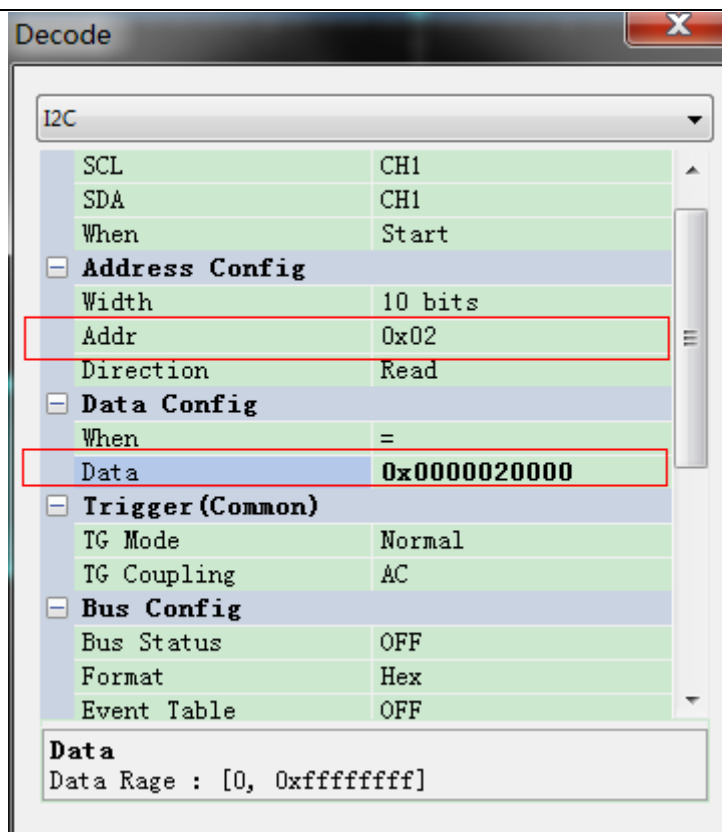 Decode
X
I2C
SCL CH1
SDA CH1
When Start
Address Config
Width 10 bits
Addr 0x02
Direction Read
Data Config
When =
Data 0x0000020000
Trigger(Common)
TG Mode Normal
TG Coupling AC
Bus Config
Bus Status OFF
Format Hex
Event Table OFF
Data
Data Rage : [0, 0xffffffff]